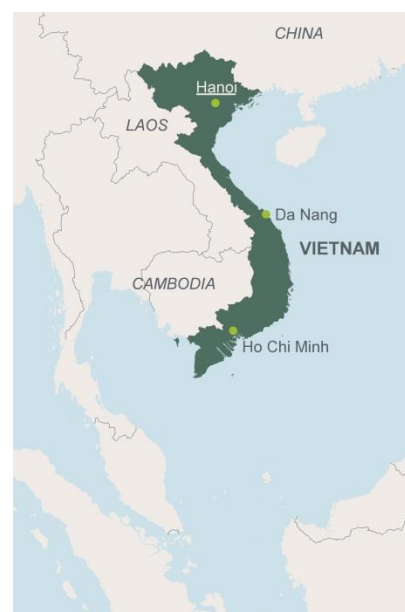 CHINA
Hanoi
LAOS
Da Nang
VIETNAM
CAMBODIA
Ho Chi Minh